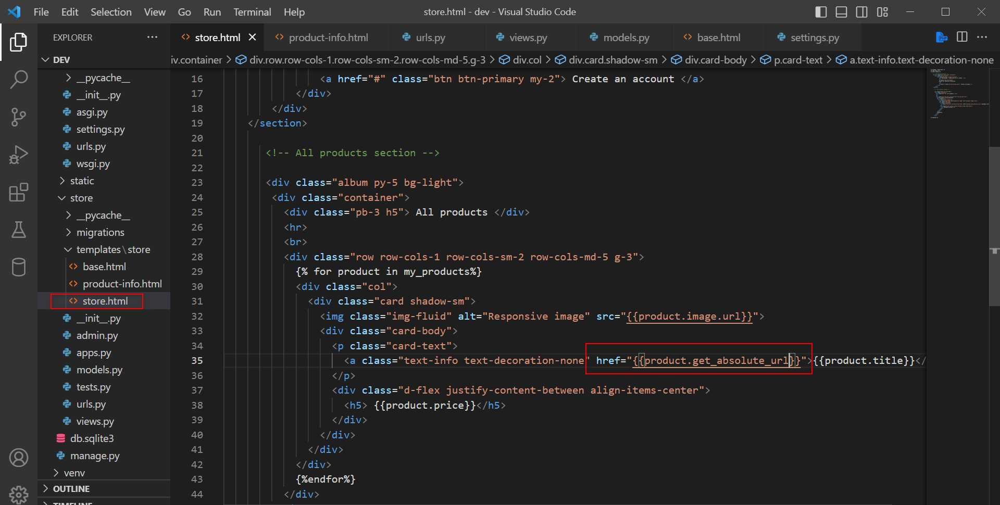 File Edit Selection View Go Run Terminal Help store.html - dev - Visual Studio Code
EXPLORER ···
store.html product-info.html urls.py views.py models.py base.html settings.py ···
DEV
iv.container > div.row.row-cols-1.row-cols-sm-2.row-cols-md-5.g-3 > div.col > div.card.shadow-sm > div.card-body > p.card-text > a.text-info.text-decoration-none
__pycache__
__init__.py
asgi.py
settings.py
urls.py
wsgi.py
static
store
__pycache__
migrations
templates\store
base.html
product-info.html
store.html
__init__.py
admin.py
apps.py
models.py
tests.py
urls.py
views.py
db.sqlite3
manage.py
venv
OUTLINE
TIMELINE
16 <a href="#" class="btn btn-primary my-2"> Create an account </a>
17 </div>
18 </div>
19 </section>
20
21 <!-- All products section -->
22
23 <div class="album py-5 bg-light">
24 <div class="container">
25 <div class="pb-3 h5"> All products </div>
26 <hr>
27 <br>
28 <div class="row row-cols-1 row-cols-sm-2 row-cols-md-5 g-3">
29 {% for product in my_products%}
30 <div class="col">
31 <div class="card shadow-sm">
32 <img class="img-fluid" alt="Responsive image" src="{{product.image.url}}">
33 <div class="card-body">
34 <p class="card-text">
35 <a class="text-info text-decoration-none" href="{{product.get_absolute_url}}">{{product.title}}</
36 </p>
37 <div class="d-flex justify-content-between align-items-center">
38 <h5> {{product.price}}</h5>
39 </div>
40 </div>
41 </div>
42 </div>
43 {%endfor%}
44 </div>